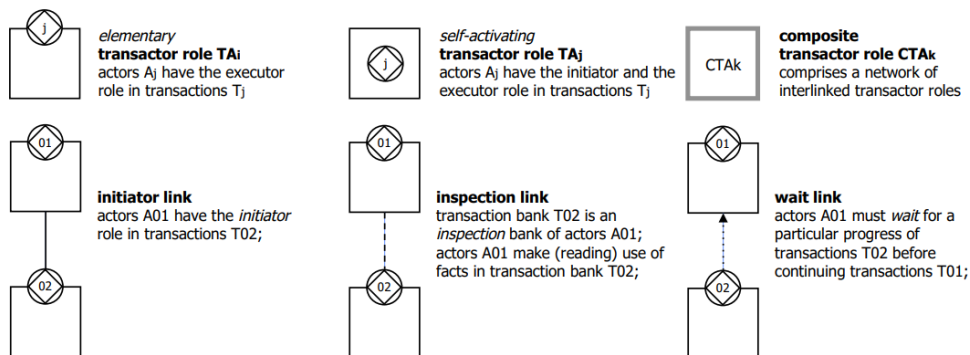 j
elementary
transactor role TAi
actors Aj have the executor
role in transactions Tj
j
self-activating
transactor role TAj
actors Aj have the initiator and the
executor role in transactions Tj
CTAk
composite
transactor role CTAk
comprises a network of
interlinked transactor roles
01
initiator link
actors A01 have the initiator
role in transactions T02;
02
01
inspection link
transaction bank T02 is an
inspection bank of actors A01;
actors A01 make (reading) use of
facts in transaction bank T02;
02
01
wait link
actors A01 must wait for a
particular progress of
transactions T02 before
continuing transactions T01;
02